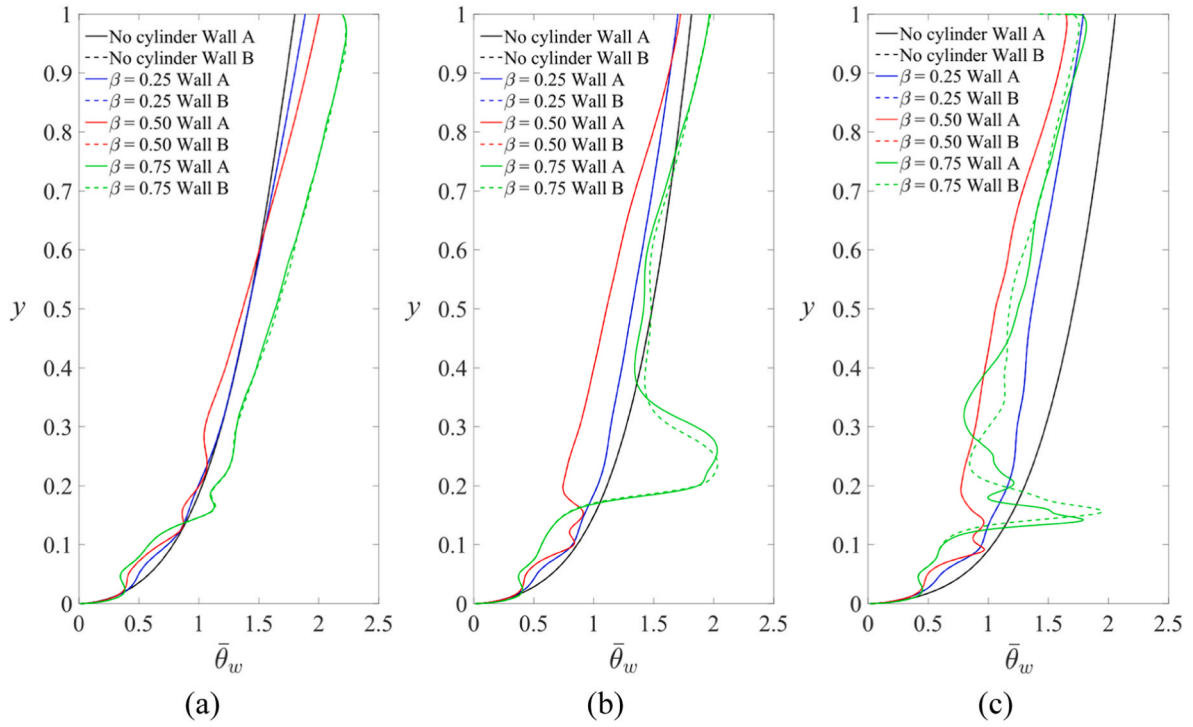 1
0.9
0.8
0.7
0.6
0.5
0.4
0.3
0.2
0.1
0
y
No cylinder Wall A
No cylinder Wall B
β = 0.25 Wall A
β = 0.25 Wall B
β = 0.50 Wall A
β = 0.50 Wall B
β = 0.75 Wall A
β = 0.75 Wall B
0 0.5 1 1.5 2 2.5
θ̄_w
(a)
1
0.9
0.8
0.7
0.6
0.5
0.4
0.3
0.2
0.1
0
y
No cylinder Wall A
No cylinder Wall B
β = 0.25 Wall A
β = 0.25 Wall B
β = 0.50 Wall A
β = 0.50 Wall B
β = 0.75 Wall A
β = 0.75 Wall B
0 0.5 1 1.5 2 2.5
θ̄_w
(b)
1
0.9
0.8
0.7
0.6
0.5
0.4
0.3
0.2
0.1
0
y
No cylinder Wall A
No cylinder Wall B
β = 0.25 Wall A
β = 0.25 Wall B
β = 0.50 Wall A
β = 0.50 Wall B
β = 0.75 Wall A
β = 0.75 Wall B
0 0.5 1 1.5 2 2.5
θ̄_w
(c)